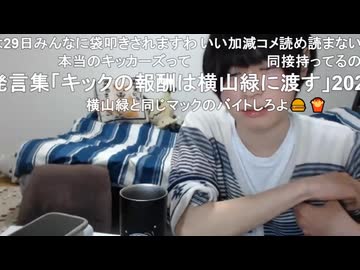 は29日みんなに袋叩きされますわ いい加減コメ読め読まない
本当のキッカーズって 同接持ってるの
発言集「キックの報酬は横山緑に渡す」202
横山緑と同じマックのバイトしろよ🍔🍟